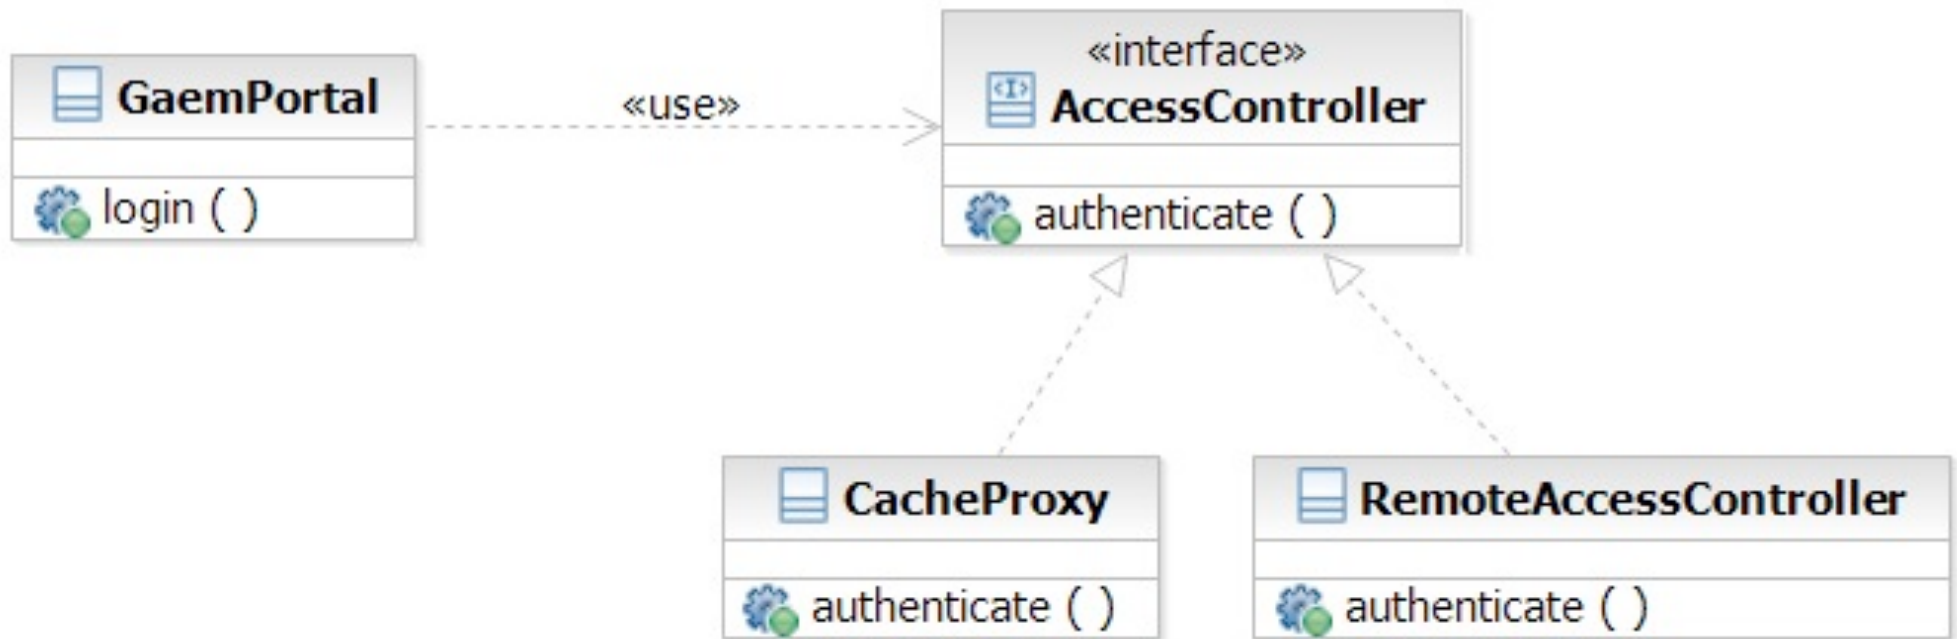 GaemPortal
login ( )
«use»
«interface»
<I>
AccessController
authenticate ( )
CacheProxy
authenticate ( )
RemoteAccessController
authenticate ( )